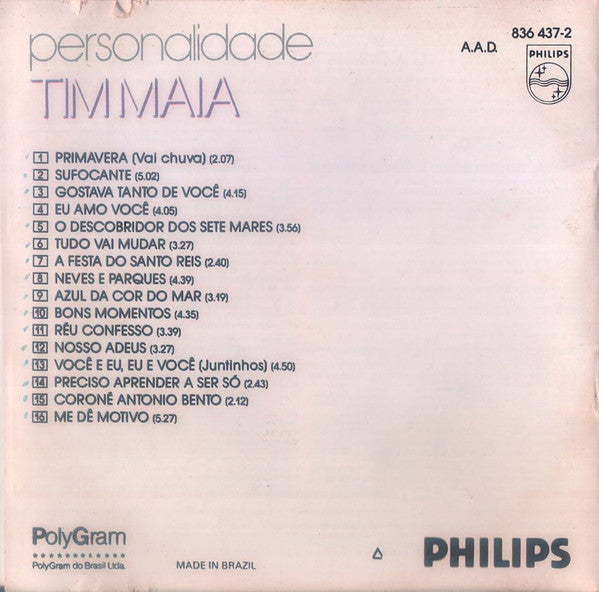 personalidade
TIM MAIA
836 437-2
A.A.D.
PHILIPS
1 PRIMAVERA (Vai chuva) (2.07)
2 SUFOCANTE (5.02)
3 GOSTAVA TANTO DE VOCÊ (4.15)
4 EU AMO VOCÊ (4.05)
5 O DESCOBRIDOR DOS SETE MARES (3.56)
6 TUDO VAI MUDAR (3.27)
7 A FESTA DO SANTO REIS (2.40)
8 NEVES E PARQUES (4.39)
9 AZUL DA COR DO MAR (3.19)
10 BONS MOMENTOS (4.35)
11 RÉU CONFESSO (3.39)
12 NOSSO ADEUS (3.27)
13 VOCÊ E EU, EU E VOCÊ (Juntinhos) (4.50)
14 PRECISO APRENDER A SER SÓ (2.43)
15 CORONÉ ANTONIO BENTO (2.12)
16 ME DÊ MOTIVO (5.27)
PolyGram
PolyGram do Brasil Ltda.
MADE IN BRAZIL
PHILIPS